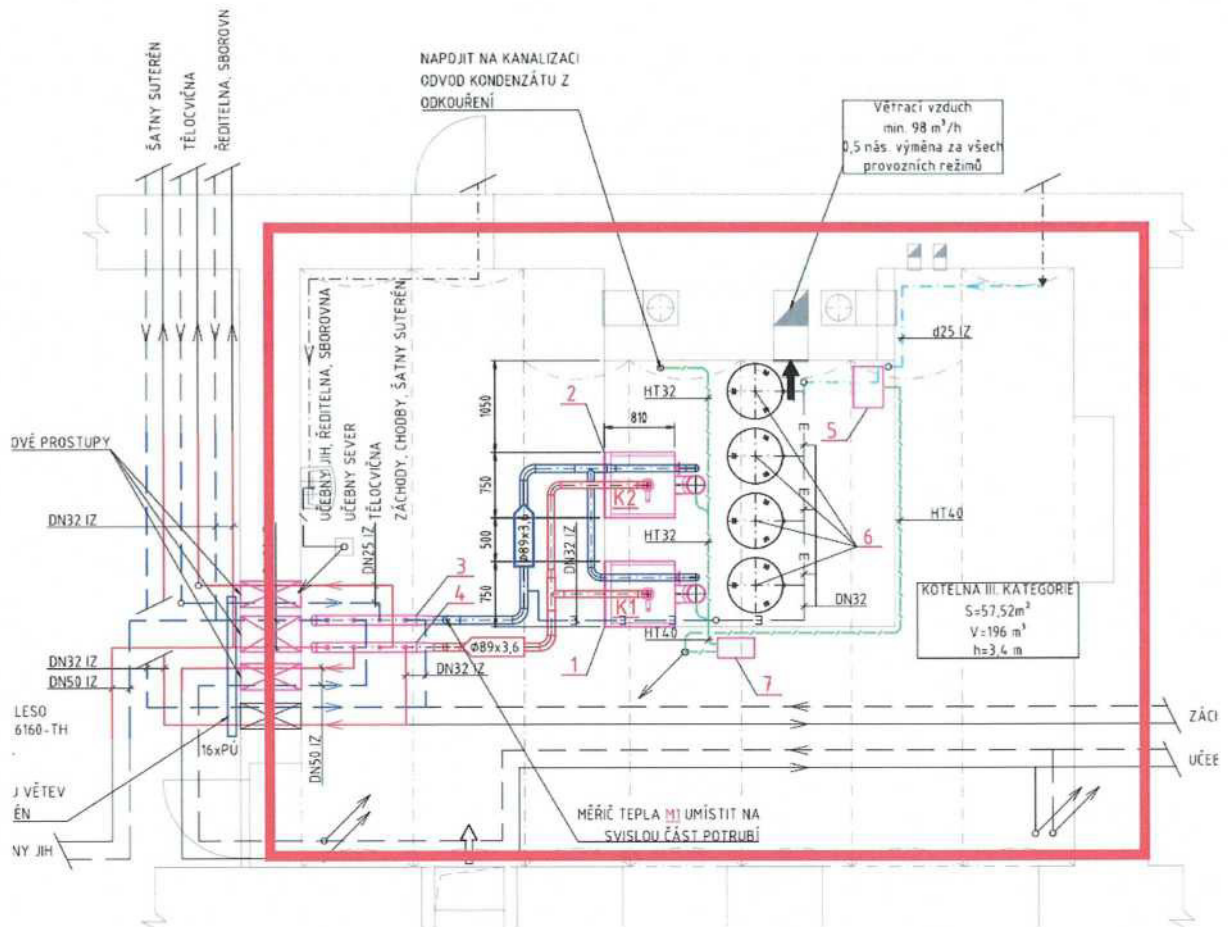 ŠATNY SUTERÉN
TĚLOCVIČNA
ŘEDITELNA, SBOROVN
NAPOJIT NA KANALIZACI
ODVOD KONDENZÁTU Z
ODKOUŘENÍ
Větrací vzduch
min. 98 m³/h
0,5 nás. výměna za všech
provozních režimů
d25 IZ
UČEBNY JIH, ŘEDITELNA, SBOROVNA
UČEBNY SEVER
TĚLOCVIČNA
ZÁCHODY, CHODBY, ŠATNY SUTERÉN
OVÉ PROSTUPY
DN32 IZ
DN25 IZ
1050
750
500
750
2
810
HT32
5
K2
Ø89x3,6
DN32 IZ
HT32
6
HT40
3
4
K1
DN32
KOTELNA III. KATEGORIE
S=57,52m²
V=196 m³
h=3,4 m
Ø89x3,6
HT40
DN32 IZ
1
7
DN32 IZ
DN50 IZ
LESO
6160-TH
16xPÚ
DN50 IZ
ZÁCH
UČEB
J VĚTEV
ÉN
NY JIH
MĚŘIČ TEPLA M1 UMÍSTIT NA
SVISLOU ČÁST POTRUBÍ